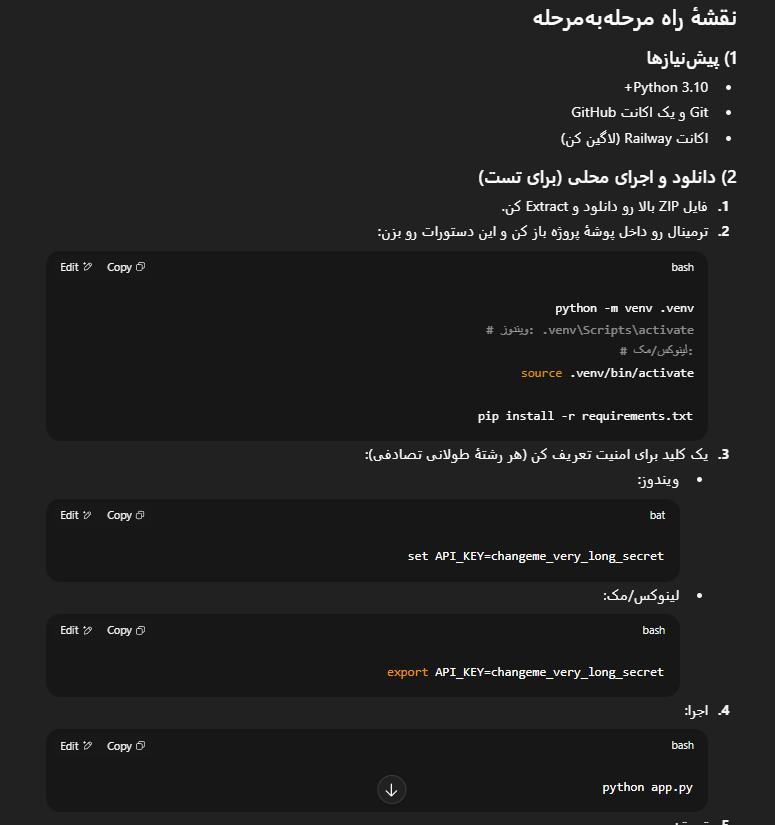 نقشهٔ راه مرحله‌به‌مرحله
1) پیش‌نیازها
Python 3.10+
Git و یک اکانت GitHub
اکانت Railway (لاگین کن)
2) دانلود و اجرای محلی (برای تست)
1. فایل ZIP بالا رو دانلود و Extract کن.
2. ترمینال رو داخل پوشهٔ پروژه باز کن و این دستورات رو بزن:
bash Copy Edit
python -m venv .venv
# ویندوز: .venv\Scripts\activate
# لینوکس/مک:
source .venv/bin/activate
pip install -r requirements.txt
3. یک کلید برای امنیت تعریف کن (هر رشتهٔ طولانی تصادفی):
ویندوز:
bat Copy Edit
set API_KEY=changeme_very_long_secret
لینوکس/مک:
bash Copy Edit
export API_KEY=changeme_very_long_secret
4. اجرا:
bash Copy Edit
python app.py